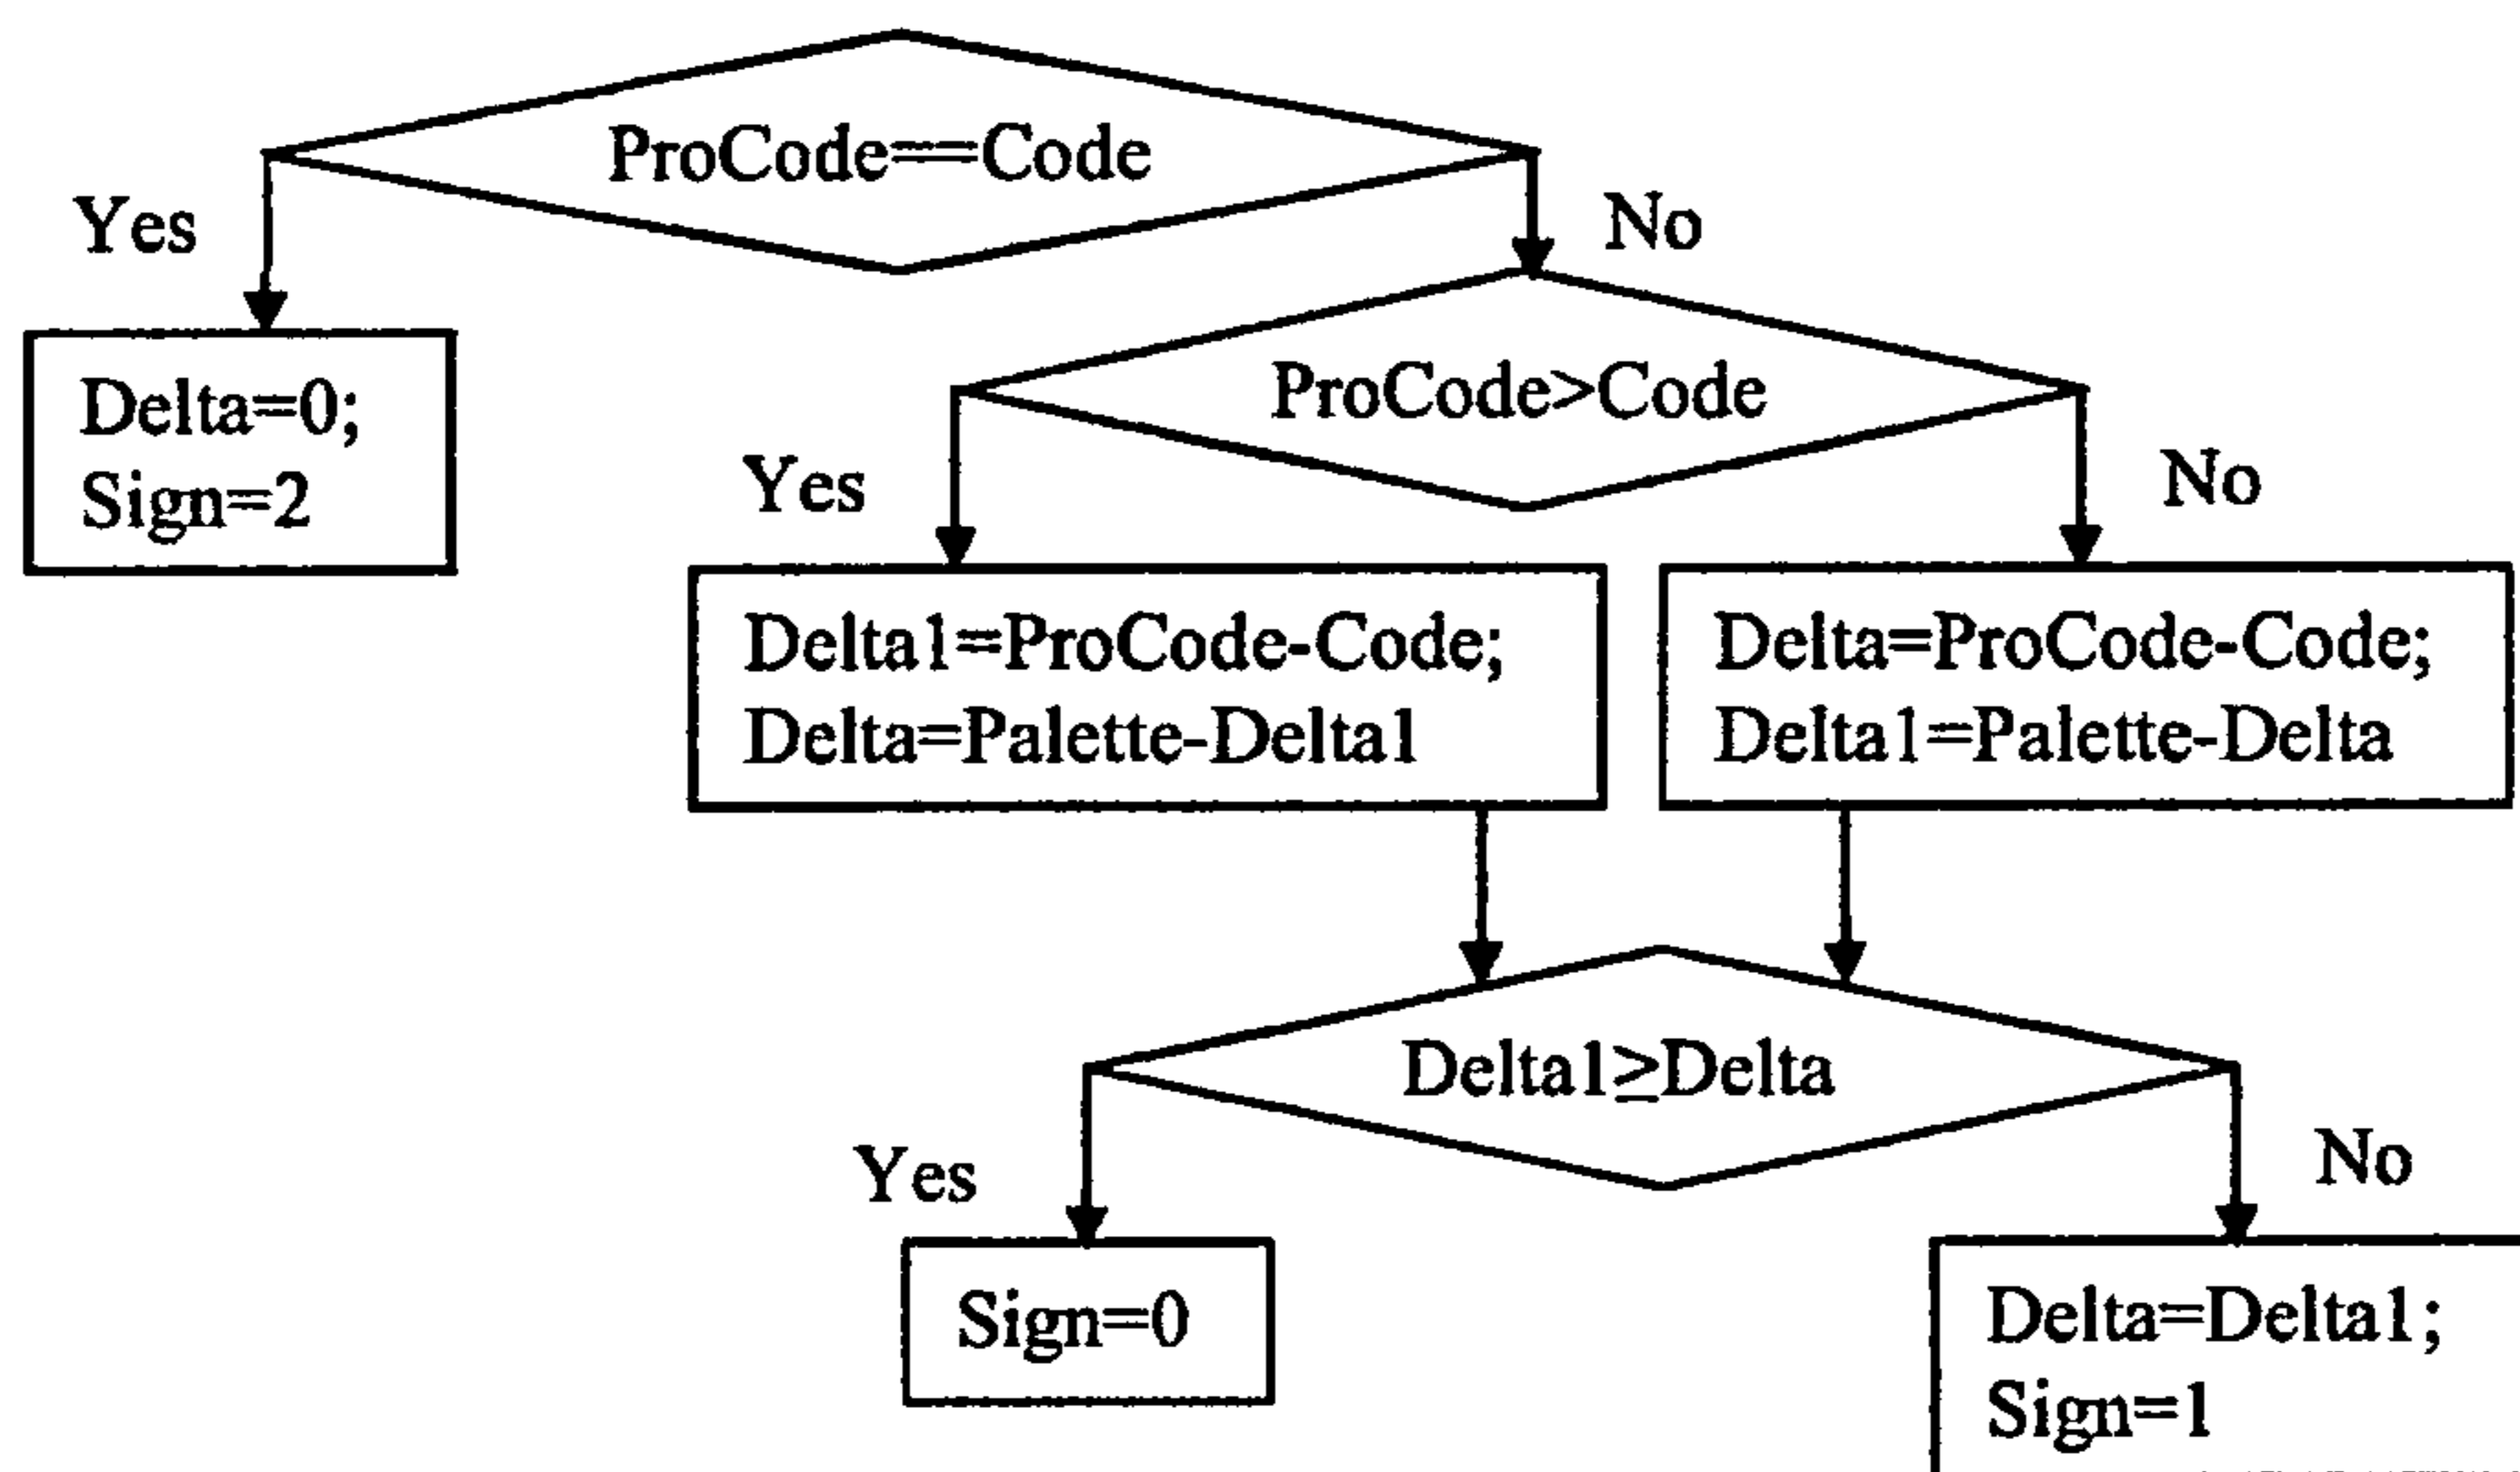 ProCode==Code
Yes
No
Delta=0;
Sign=2
ProCode>Code
Yes
No
Delta1=ProCode-Code;
Delta=Palette-Delta1
Delta=ProCode-Code;
Delta1=Palette-Delta
Delta1≥Delta
Yes
No
Sign=0
Delta=Delta1;
Sign=1